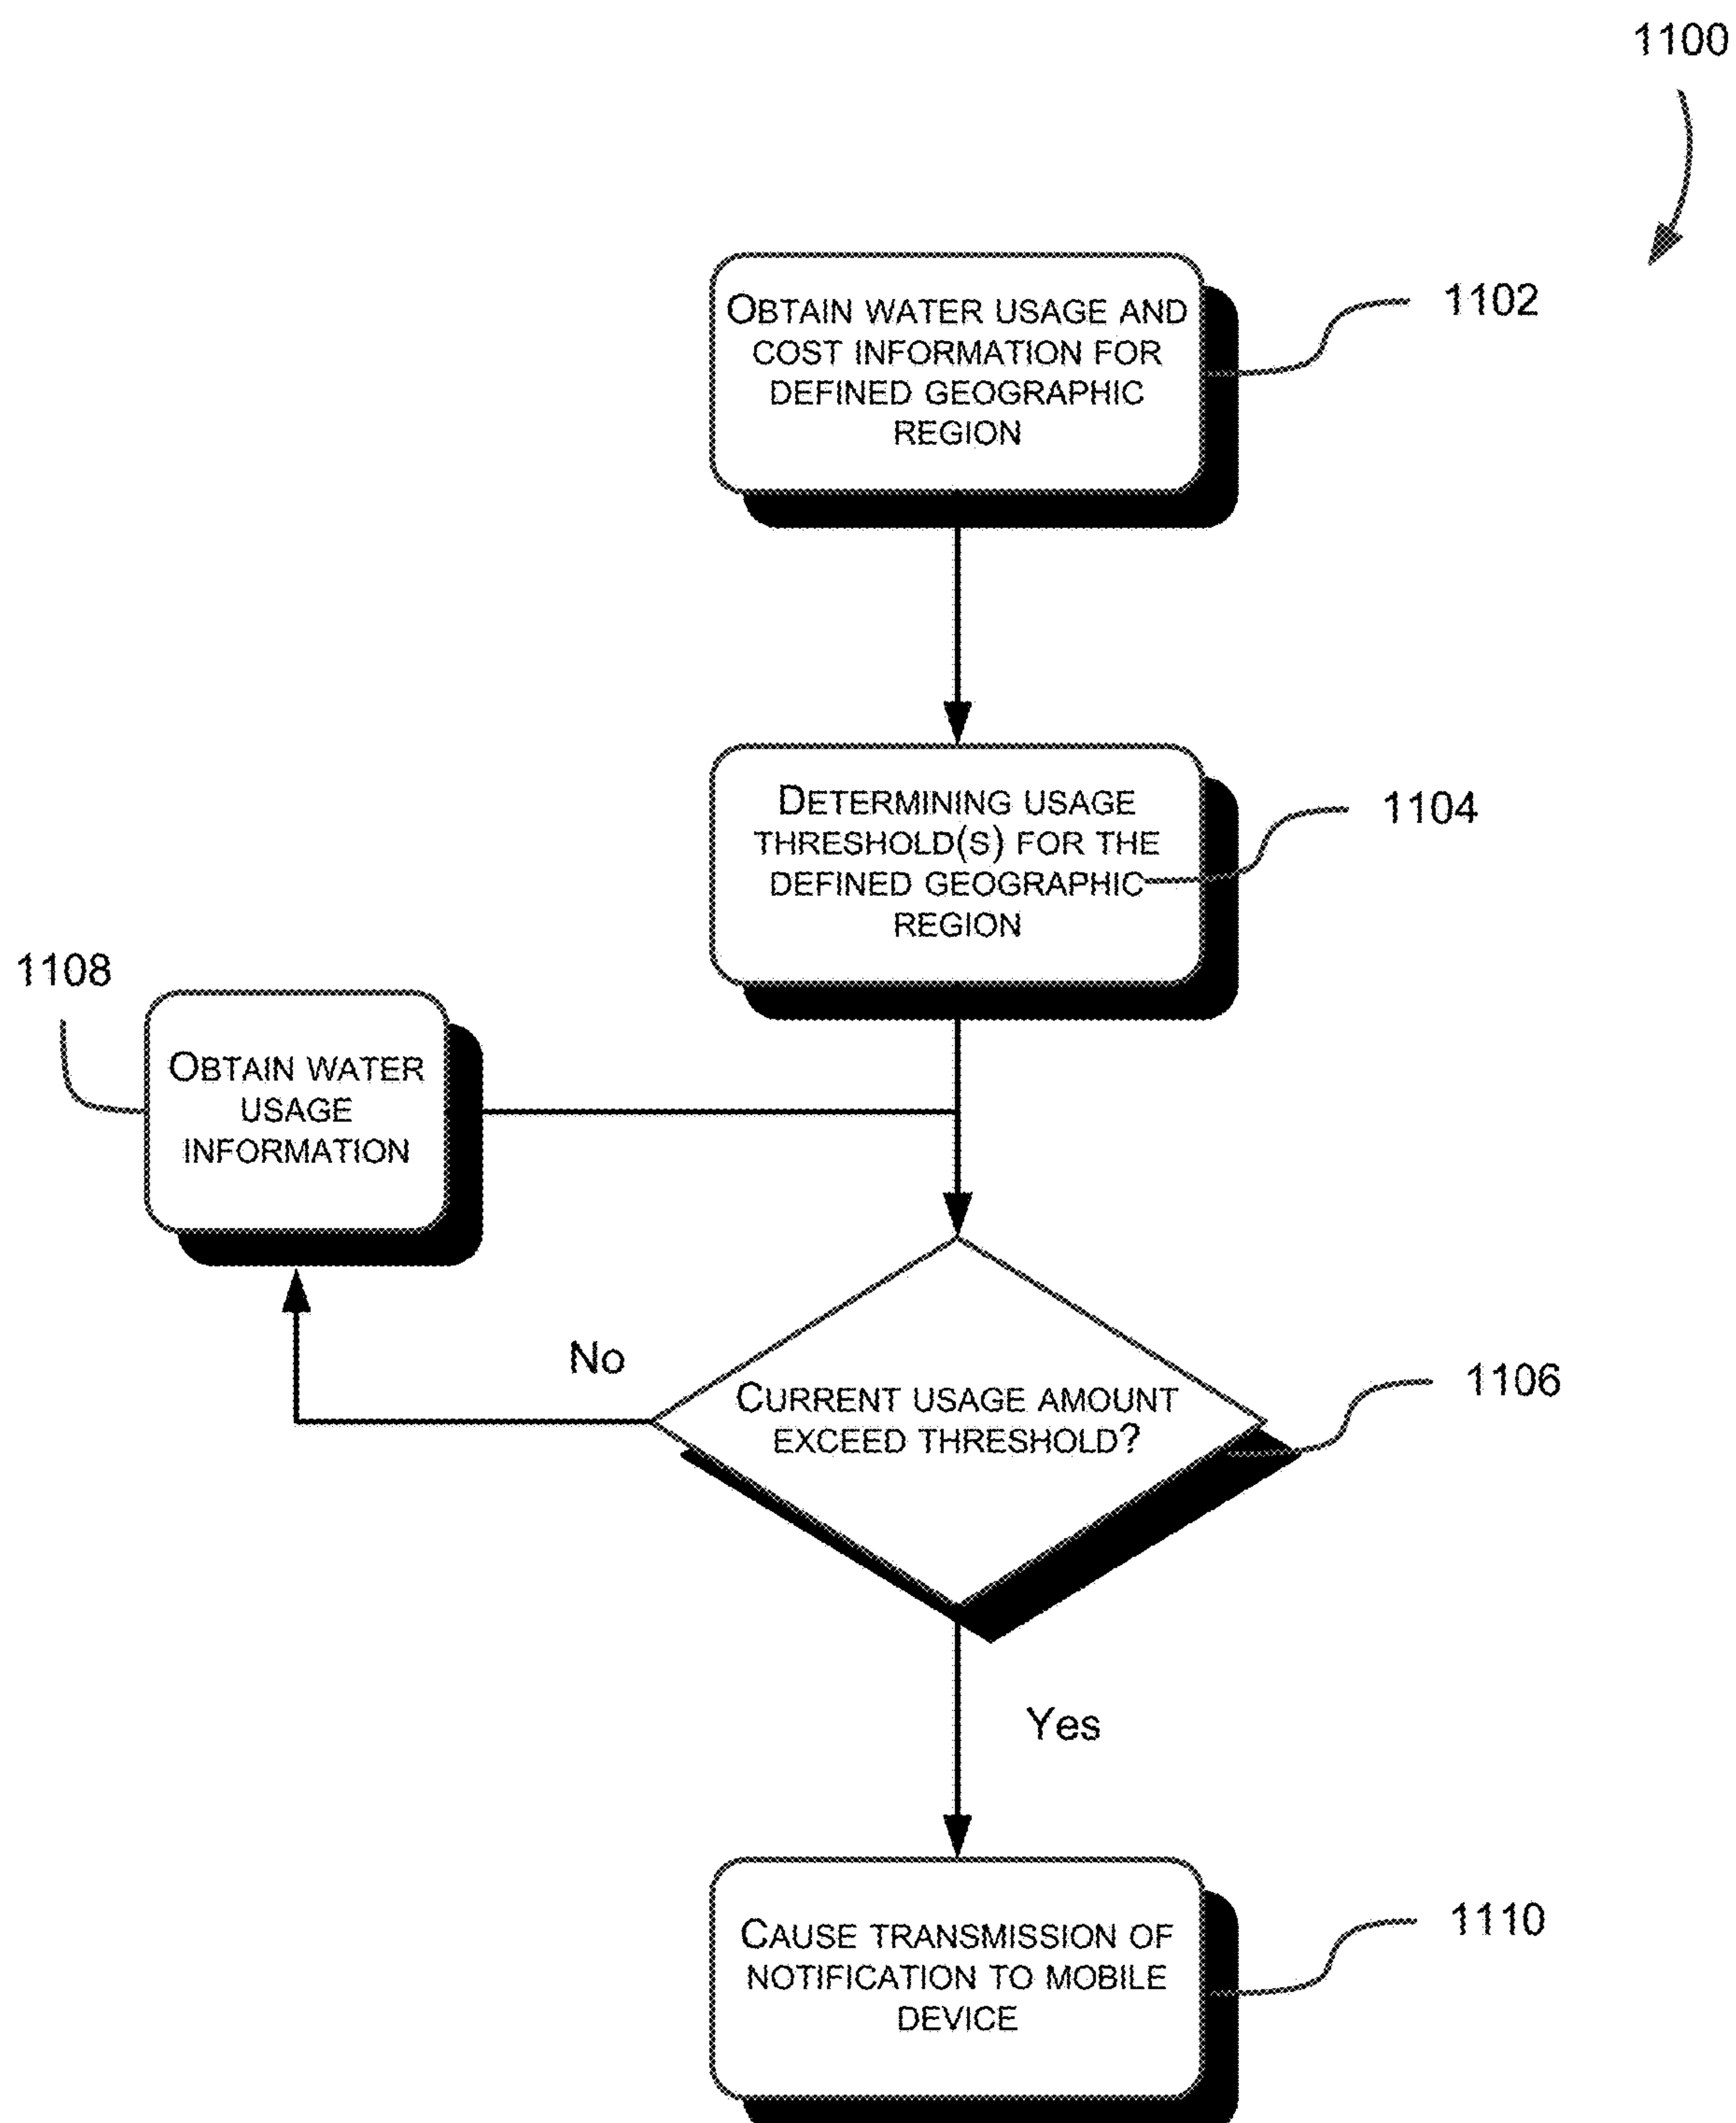 1100
OBTAIN WATER USAGE AND
COST INFORMATION FOR
DEFINED GEOGRAPHIC
REGION
1102
DETERMINING USAGE
THRESHOLD(S) FOR THE
DEFINED GEOGRAPHIC
REGION
1104
1108
OBTAIN WATER
USAGE
INFORMATION
No
CURRENT USAGE AMOUNT
EXCEED THRESHOLD?
1106
Yes
CAUSE TRANSMISSION OF
NOTIFICATION TO MOBILE
DEVICE
1110